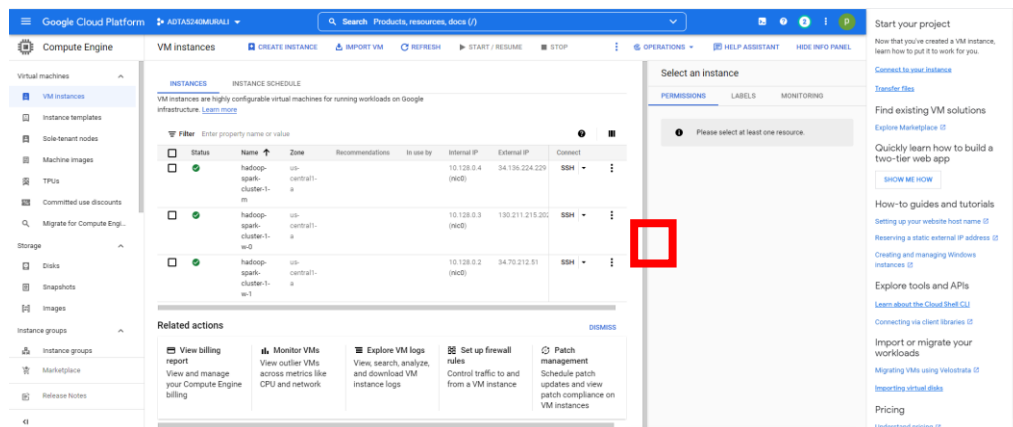 Google Cloud Platform
ADTA5240MURALI
Search Products, resources, docs (/)
2
p
Compute Engine
VM instances
CREATE INSTANCE
IMPORT VM
REFRESH
START / RESUME
STOP
OPERATIONS
HELP ASSISTANT
HIDE INFO PANEL
Virtual machines
VM instances
Instance templates
Sole-tenant nodes
Machine images
TPUs
Committed use discounts
Migrate for Compute Engi...
Storage
Disks
Snapshots
Images
Instance groups
Instance groups
Marketplace
Release Notes
INSTANCES
INSTANCE SCHEDULE
VM instances are highly configurable virtual machines for running workloads on Google
infrastructure. Learn more
Filter Enter property name or value
Status Name Zone Recommendations In use by Internal IP External IP Connect
hadoop- us- 10.128.0.4 34.136.224.229 SSH
spark- central1- (nic0)
cluster-1- a
m
hadoop- us- 10.128.0.3 130.211.215.202 SSH
spark- central1- (nic0)
cluster-1- a
w-0
hadoop- us- 10.128.0.2 34.70.212.51 SSH
spark- central1- (nic0)
cluster-1- a
w-1
Related actions
DISMISS
View billing
report
View and manage
your Compute Engine
billing
Monitor VMs
View outlier VMs
across metrics like
CPU and network
Explore VM logs
View, search, analyze,
and download VM
instance logs
Set up firewall
rules
Control traffic to and
from a VM instance
Patch
management
Schedule patch
updates and view
patch compliance on
VM instances
Select an instance
PERMISSIONS
LABELS
MONITORING
Please select at least one resource.
Start your project
Now that you've created a VM instance,
learn how to put it to work for you.
Connect to your instance
Transfer files
Find existing VM solutions
Explore Marketplace
Quickly learn how to build a
two-tier web app
SHOW ME HOW
How-to guides and tutorials
Setting up your website host name
Reserving a static external IP address
Creating and managing Windows
instances
Explore tools and APIs
Learn about the Cloud Shell CLI
Connecting via client libraries
Import or migrate your
workloads
Migrating VMs using Velostrata
Importing virtual disks
Pricing
Understand pricing